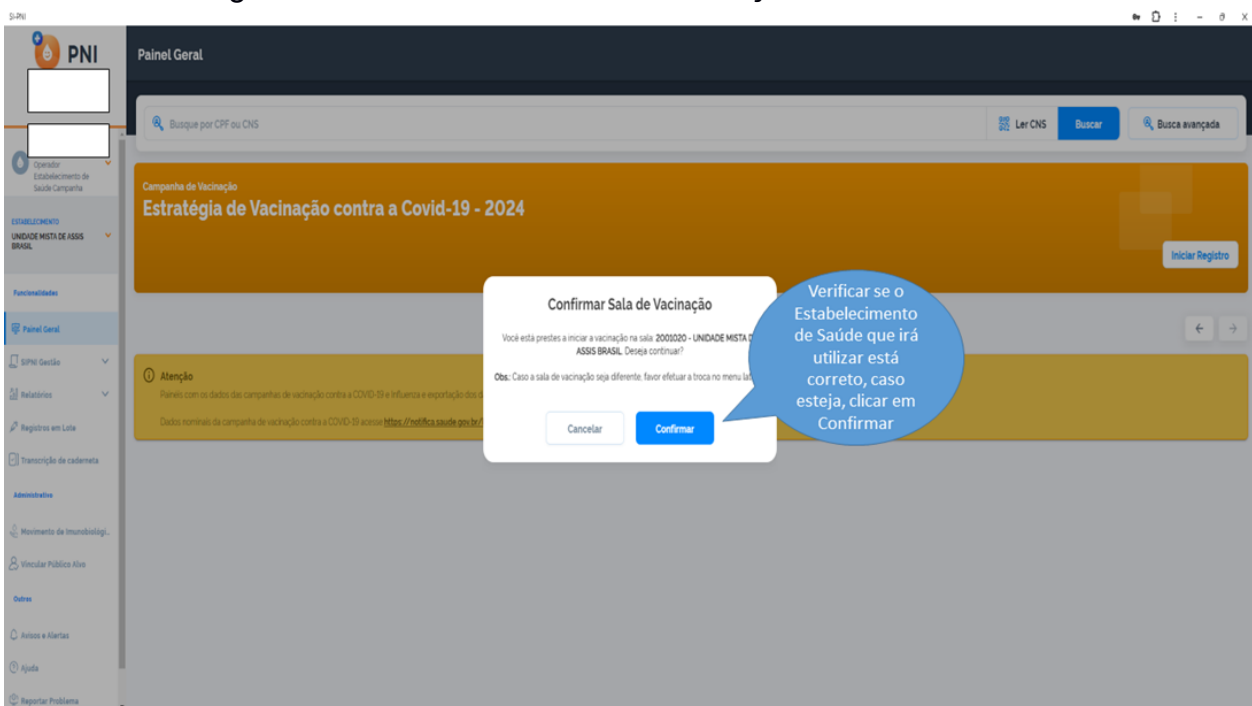 SI-PNI
PNI
Painel Geral
Busque por CPF ou CNS
Ler CNS
Buscar
Busca avançada
Operador
Estabelecimento de
Saúde Campanha
ESTABELECIMENTO
UNIDADE MISTA DE ASSIS
BRASIL
Campanha de Vacinação
Estratégia de Vacinação contra a Covid-19 - 2024
Iniciar Registro
Funcionalidades
Painel Geral
SIPNI Gestão
Relatórios
Registros em Lote
Transcrição de caderneta
Administrativo
Movimento de Imunobiológi..
Vincular Público Alvo
Outros
Avisos e Alertas
Ajuda
Reportar Problema
Atenção
Painéis com os dados das campanhas de vacinação contra a COVID-19 e influenza e exportação dos d
Dados nominais da campanha de vacinação contra a COVID-19 acesse https://notifica.saude.gov.br/
Confirmar Sala de Vacinação
Você está prestes a iniciar a vacinação na sala: 2001020 - UNIDADE MISTA D
ASSIS BRASIL. Deseja continuar?
Obs.: Caso a sala de vacinação seja diferente, favor efetuar a troca no menu lat
Cancelar
Confirmar
Verificar se o
Estabelecimento
de Saúde que irá
utilizar está
correto, caso
esteja, clicar em
Confirmar